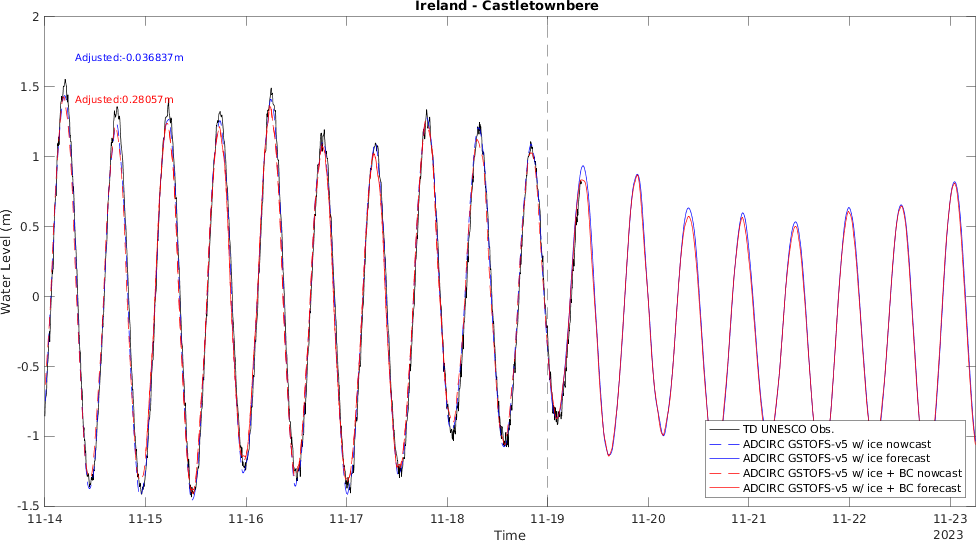 Ireland - Castletownbere
2
1.5
1
0.5
0
-0.5
-1
-1.5
Water Level (m)
Adjusted:-0.036837m
Adjusted:0.28057m
TD UNESCO Obs.
ADCIRC GSTOFS-v5 w/ ice nowcast
ADCIRC GSTOFS-v5 w/ ice forecast
ADCIRC GSTOFS-v5 w/ ice + BC nowcast
ADCIRC GSTOFS-v5 w/ ice + BC forecast
11-14 11-15 11-16 11-17 11-18 11-19 11-20 11-21 11-22 11-23
2023
Time